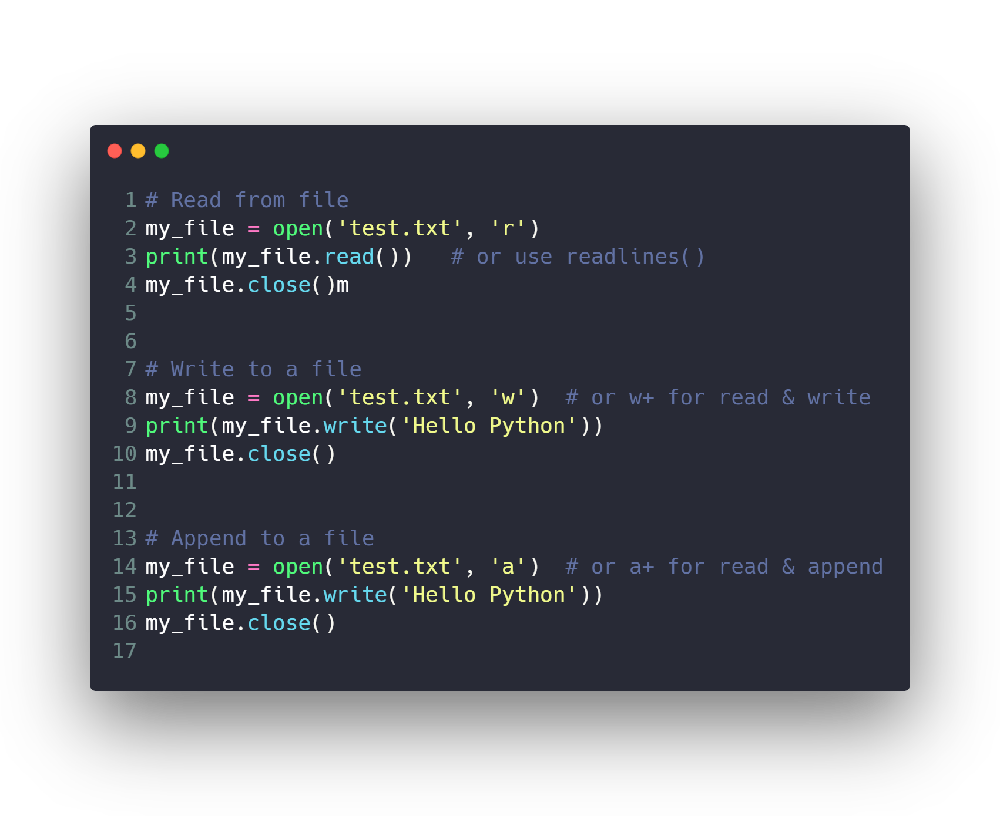 1 # Read from file
2 my_file = open('test.txt', 'r')
3 print(my_file.read())   # or use readlines()
4 my_file.close()m
5
6
7 # Write to a file
8 my_file = open('test.txt', 'w')  # or w+ for read & write
9 print(my_file.write('Hello Python'))
10 my_file.close()
11
12
13 # Append to a file
14 my_file = open('test.txt', 'a')  # or a+ for read & append
15 print(my_file.write('Hello Python'))
16 my_file.close()
17